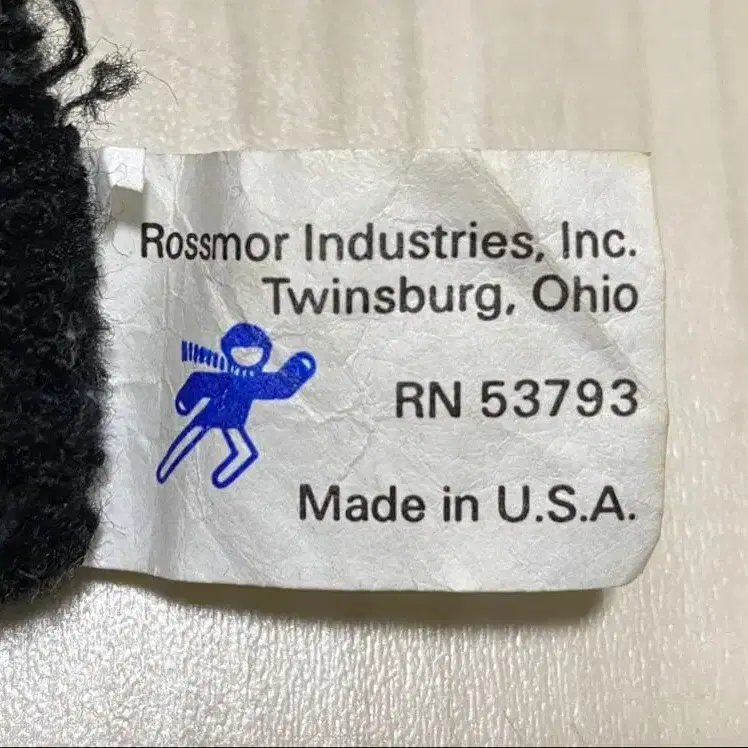 Rossmor Industries, Inc.
Twinsburg, Ohio
RN 53793
Made in U.S.A.